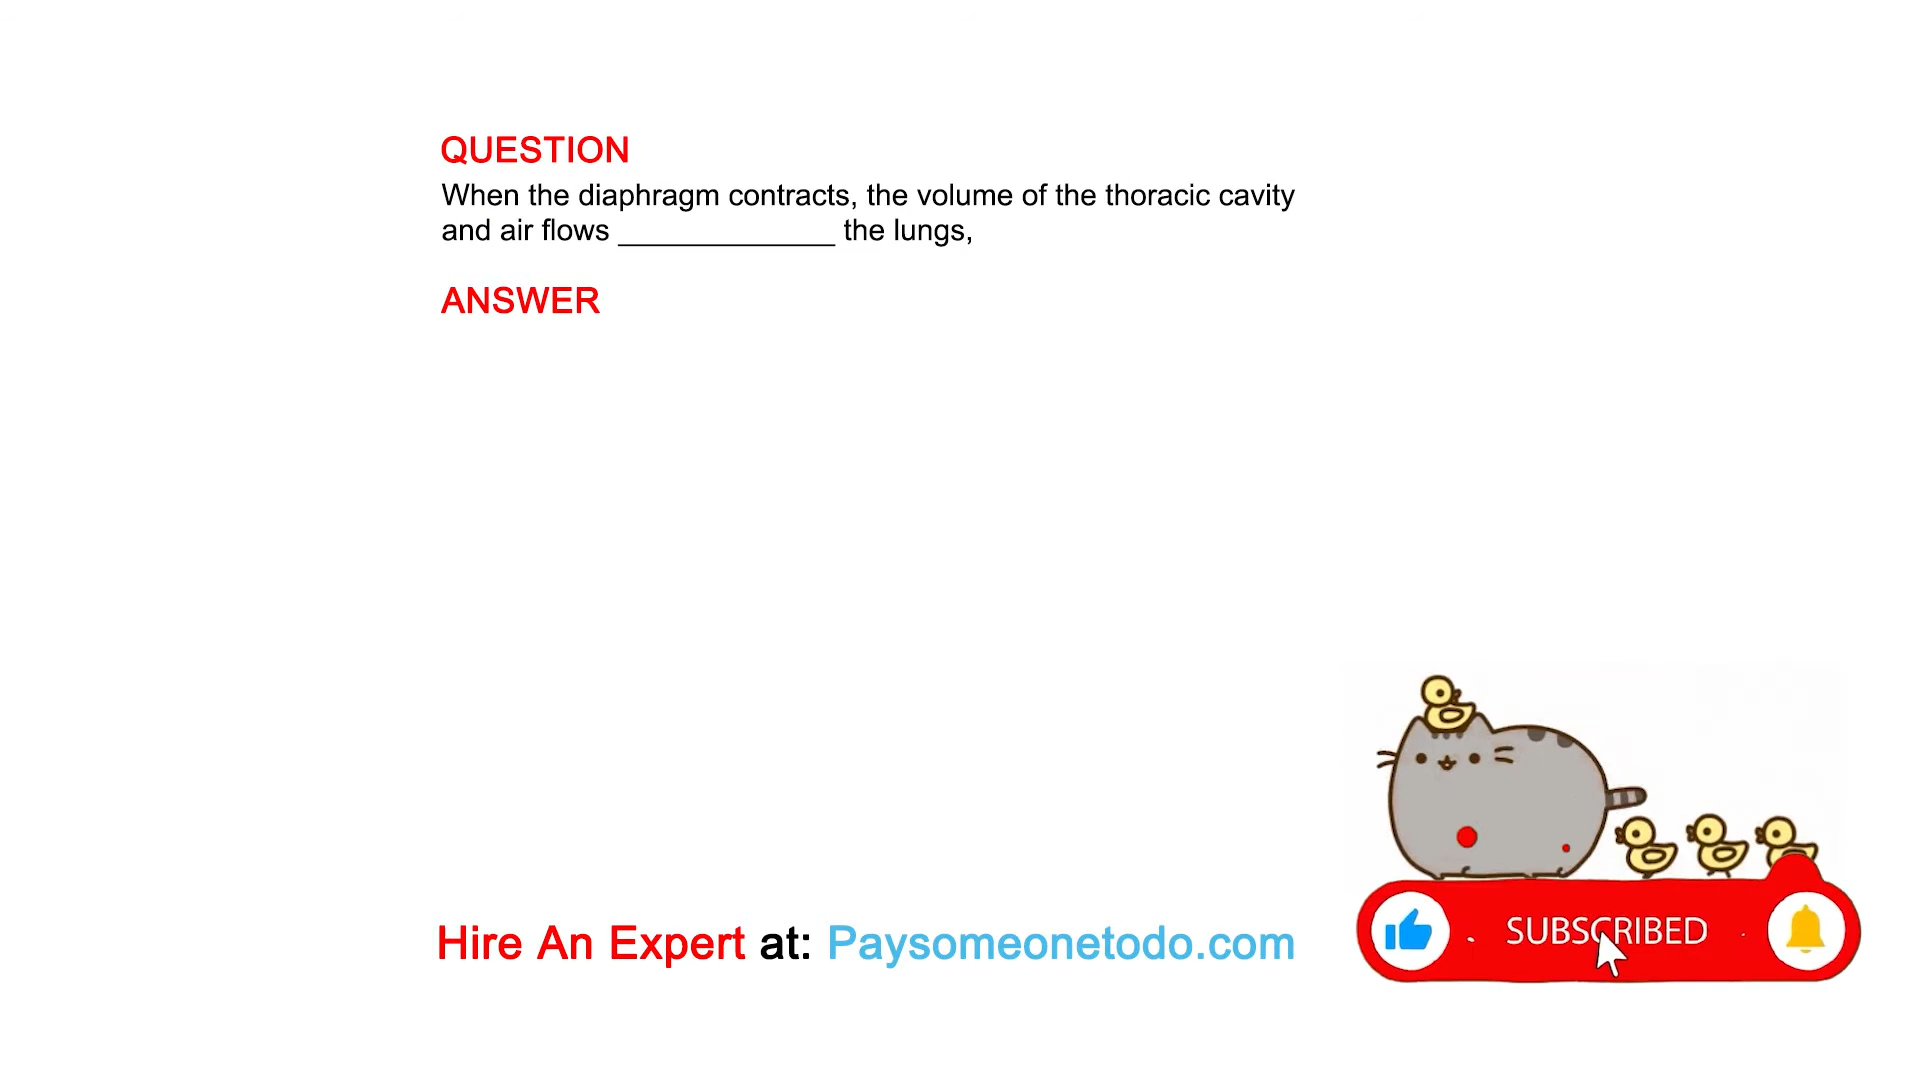 QUESTION
When the diaphragm contracts, the volume of the thoracic cavity
and air flows _____________ the lungs,
ANSWER
Hire An Expert at: Paysomeonetodo.com
SUBSCRIBED